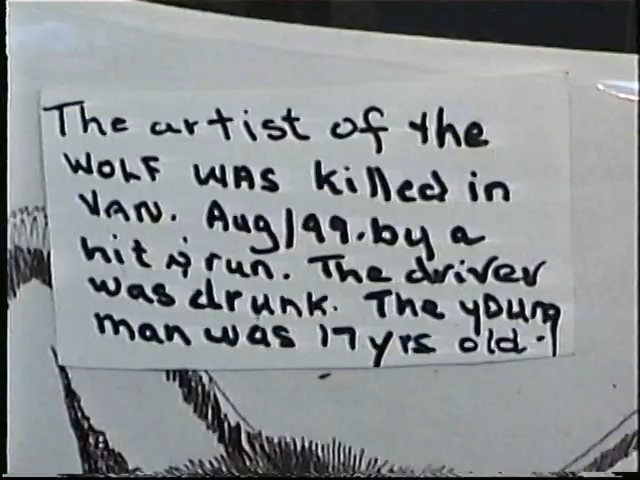 The artist of the
WOLF WAS killed in
VAN. Aug/99. by a
hit & run. The driver
was drunk. The young
man was 17 yrs old.